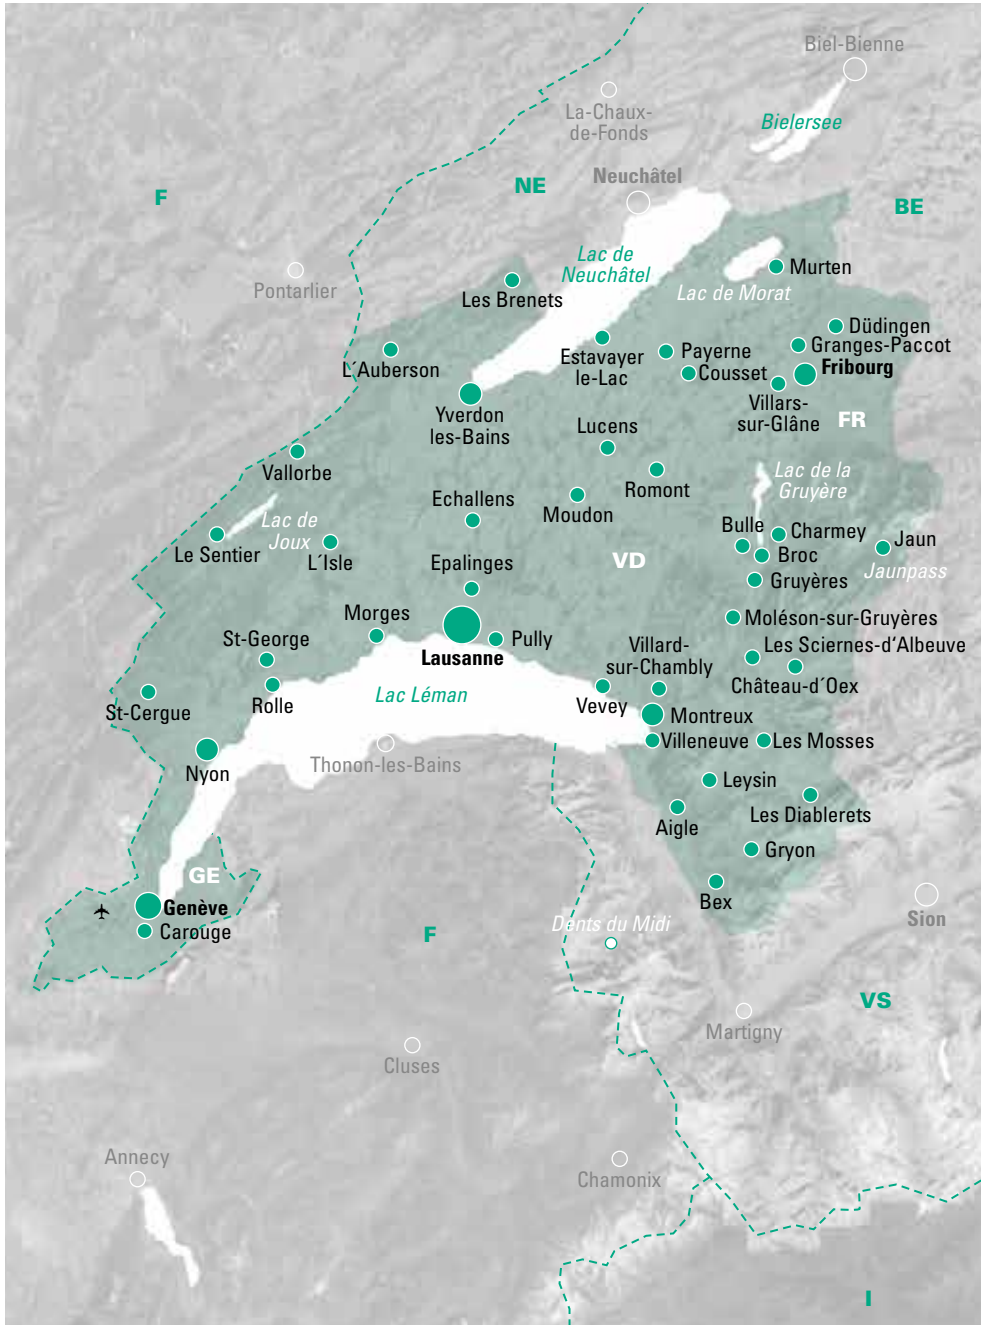 Biel-Bienne
La-Chaux-
de-Fonds
Bielersee
Neuchâtel
NE
F
BE
Lac de
Neuchâtel
Murten
Pontarlier
Les Brenets
Lac de Morat
Düdingen
Granges-Paccot
Estavayer
le-Lac
Payerne
Cousset
Fribourg
L´Auberson
Villars-
sur-Glâne
Yverdon
les-Bains
Lucens
FR
Vallorbe
Romont
Lac de la
Gruyère
Echallens
Moudon
Lac de
Joux
Le Sentier
L´Isle
Bulle
Charmey
Jaun
Broc
Jaunpass
Epalinges
VD
Gruyères
Morges
Moléson-sur-Gruyères
St-George
Pully
Villard-
sur-Chambly
Les Sciernes-d‘Albeuve
Lausanne
Château-d´Oex
St-Cergue
Rolle
Lac Léman
Vevey
Montreux
Villeneuve
Les Mosses
Nyon
Thonon-les-Bains
Leysin
Les Diablerets
Aigle
Gryon
GE
Bex
Genève
Sion
Carouge
F
Dents du Midi
VS
Martigny
Cluses
Annecy
Chamonix
I